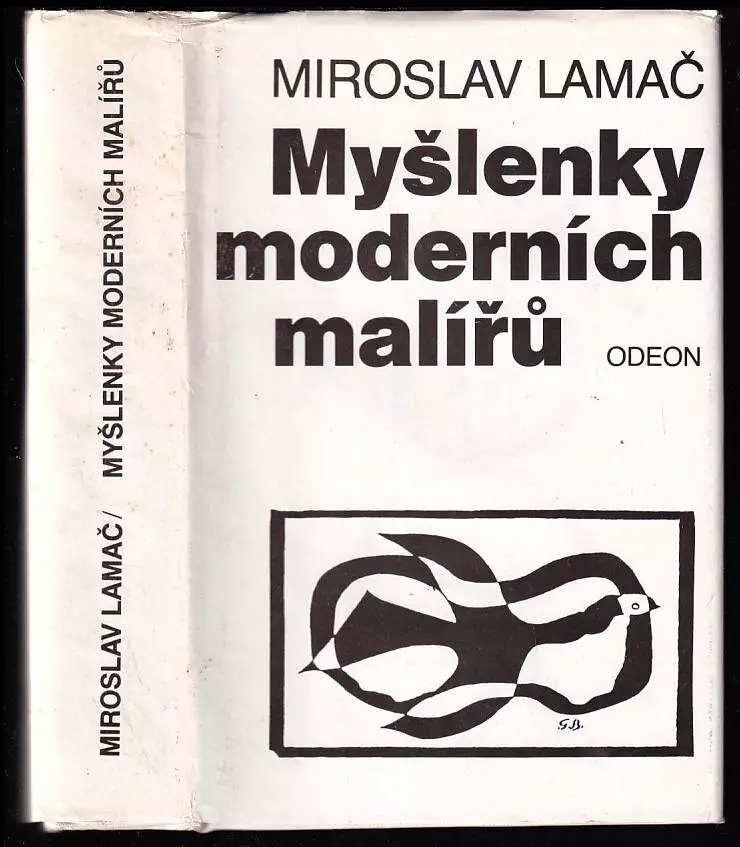 MIROSLAV LAMAČ/ MYŠLENKY MODERNÍCH MALÍŘŮ
MIROSLAV LAMAČ
Myšlenky
moderních
malířů
ODEON
G.B.